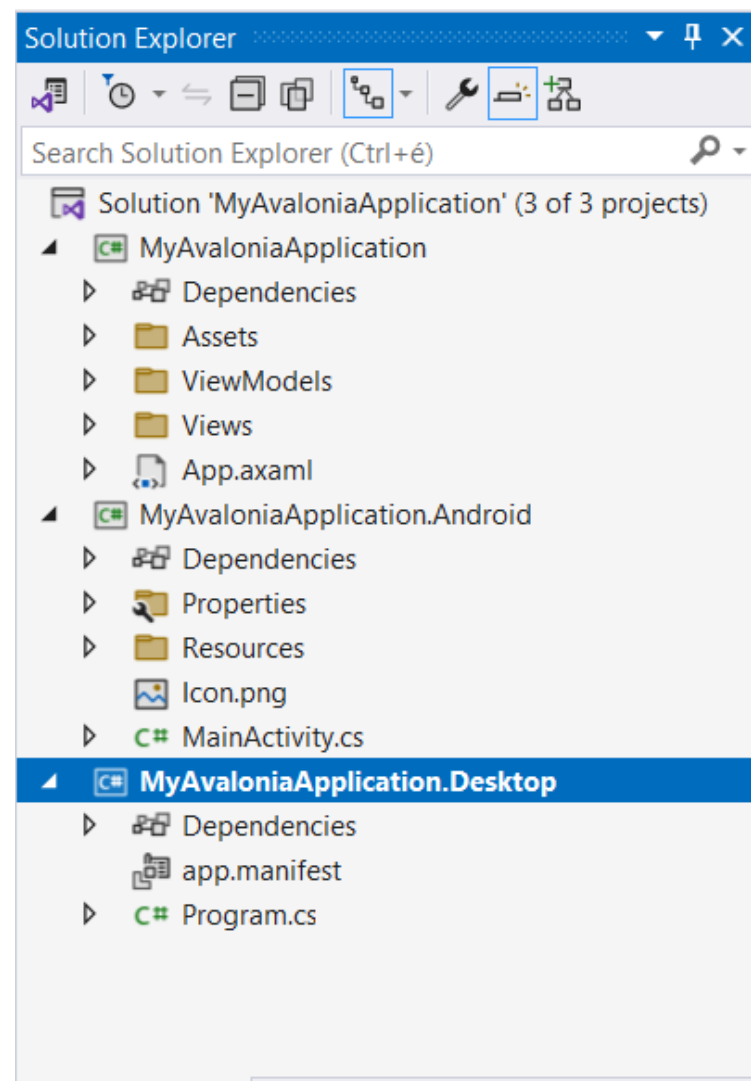 Solution Explorer
Search Solution Explorer (Ctrl+é)
Solution 'MyAvaloniaApplication' (3 of 3 projects)
C# MyAvaloniaApplication
Dependencies
Assets
ViewModels
Views
App.axaml
C# MyAvaloniaApplication.Android
Dependencies
Properties
Resources
Icon.png
C# MainActivity.cs
C# MyAvaloniaApplication.Desktop
Dependencies
app.manifest
C# Program.cs